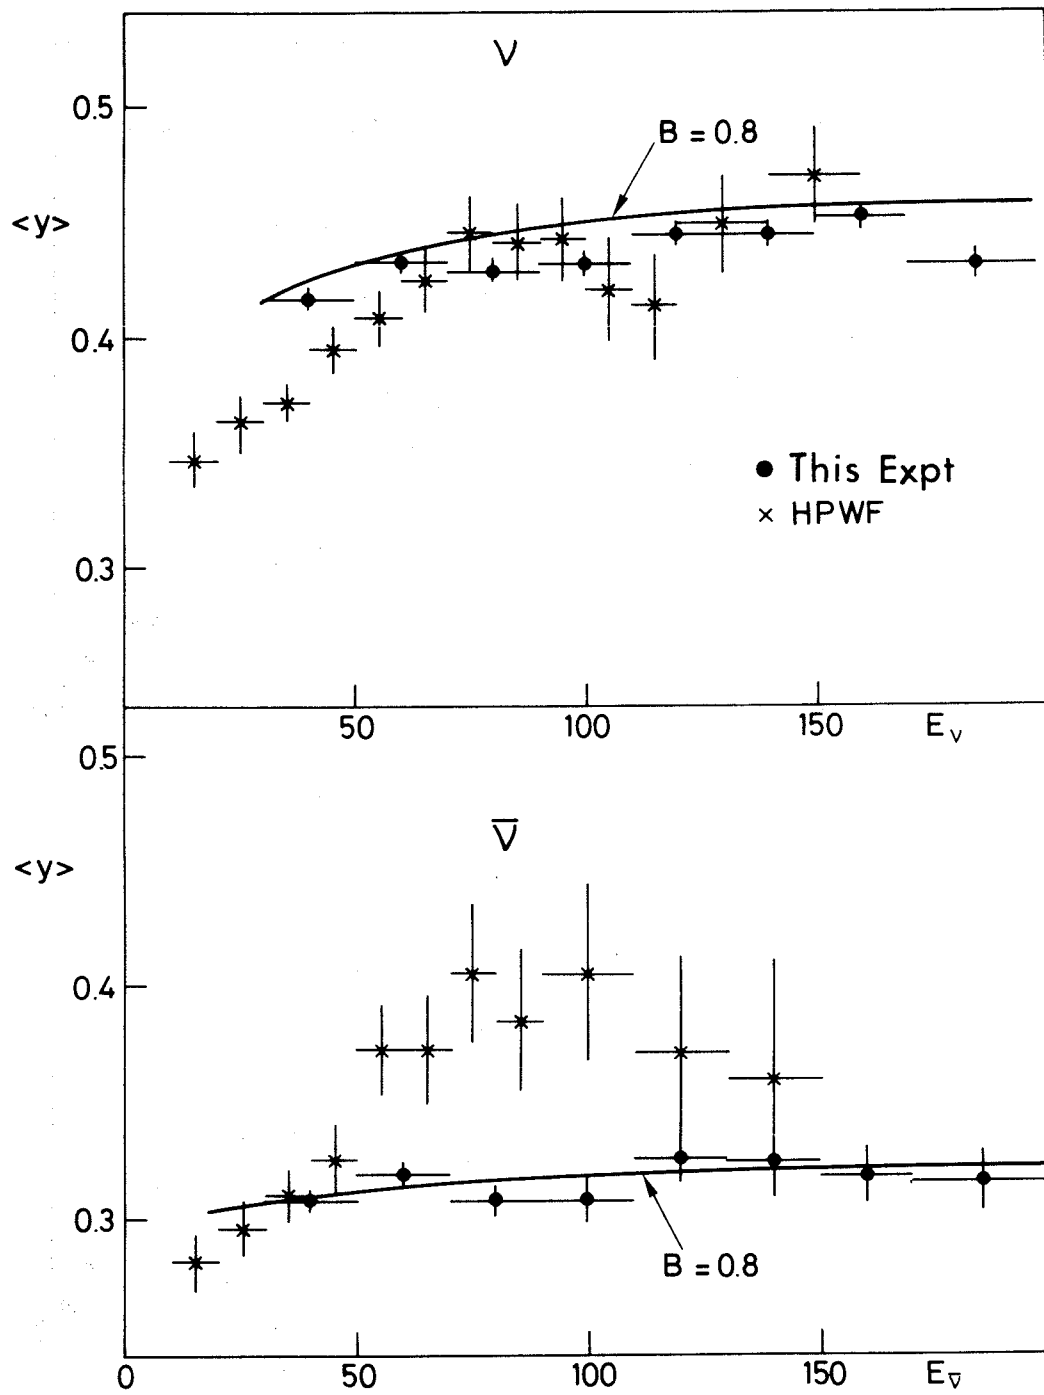 ν
0.5
B = 0.8
<y>
0.4
● This Expt
× HPWF
0.3
50 100 150 E_ν
0.5
ν̅
<y>
0.4
0.3
B = 0.8
0 50 100 150 E_ν̅